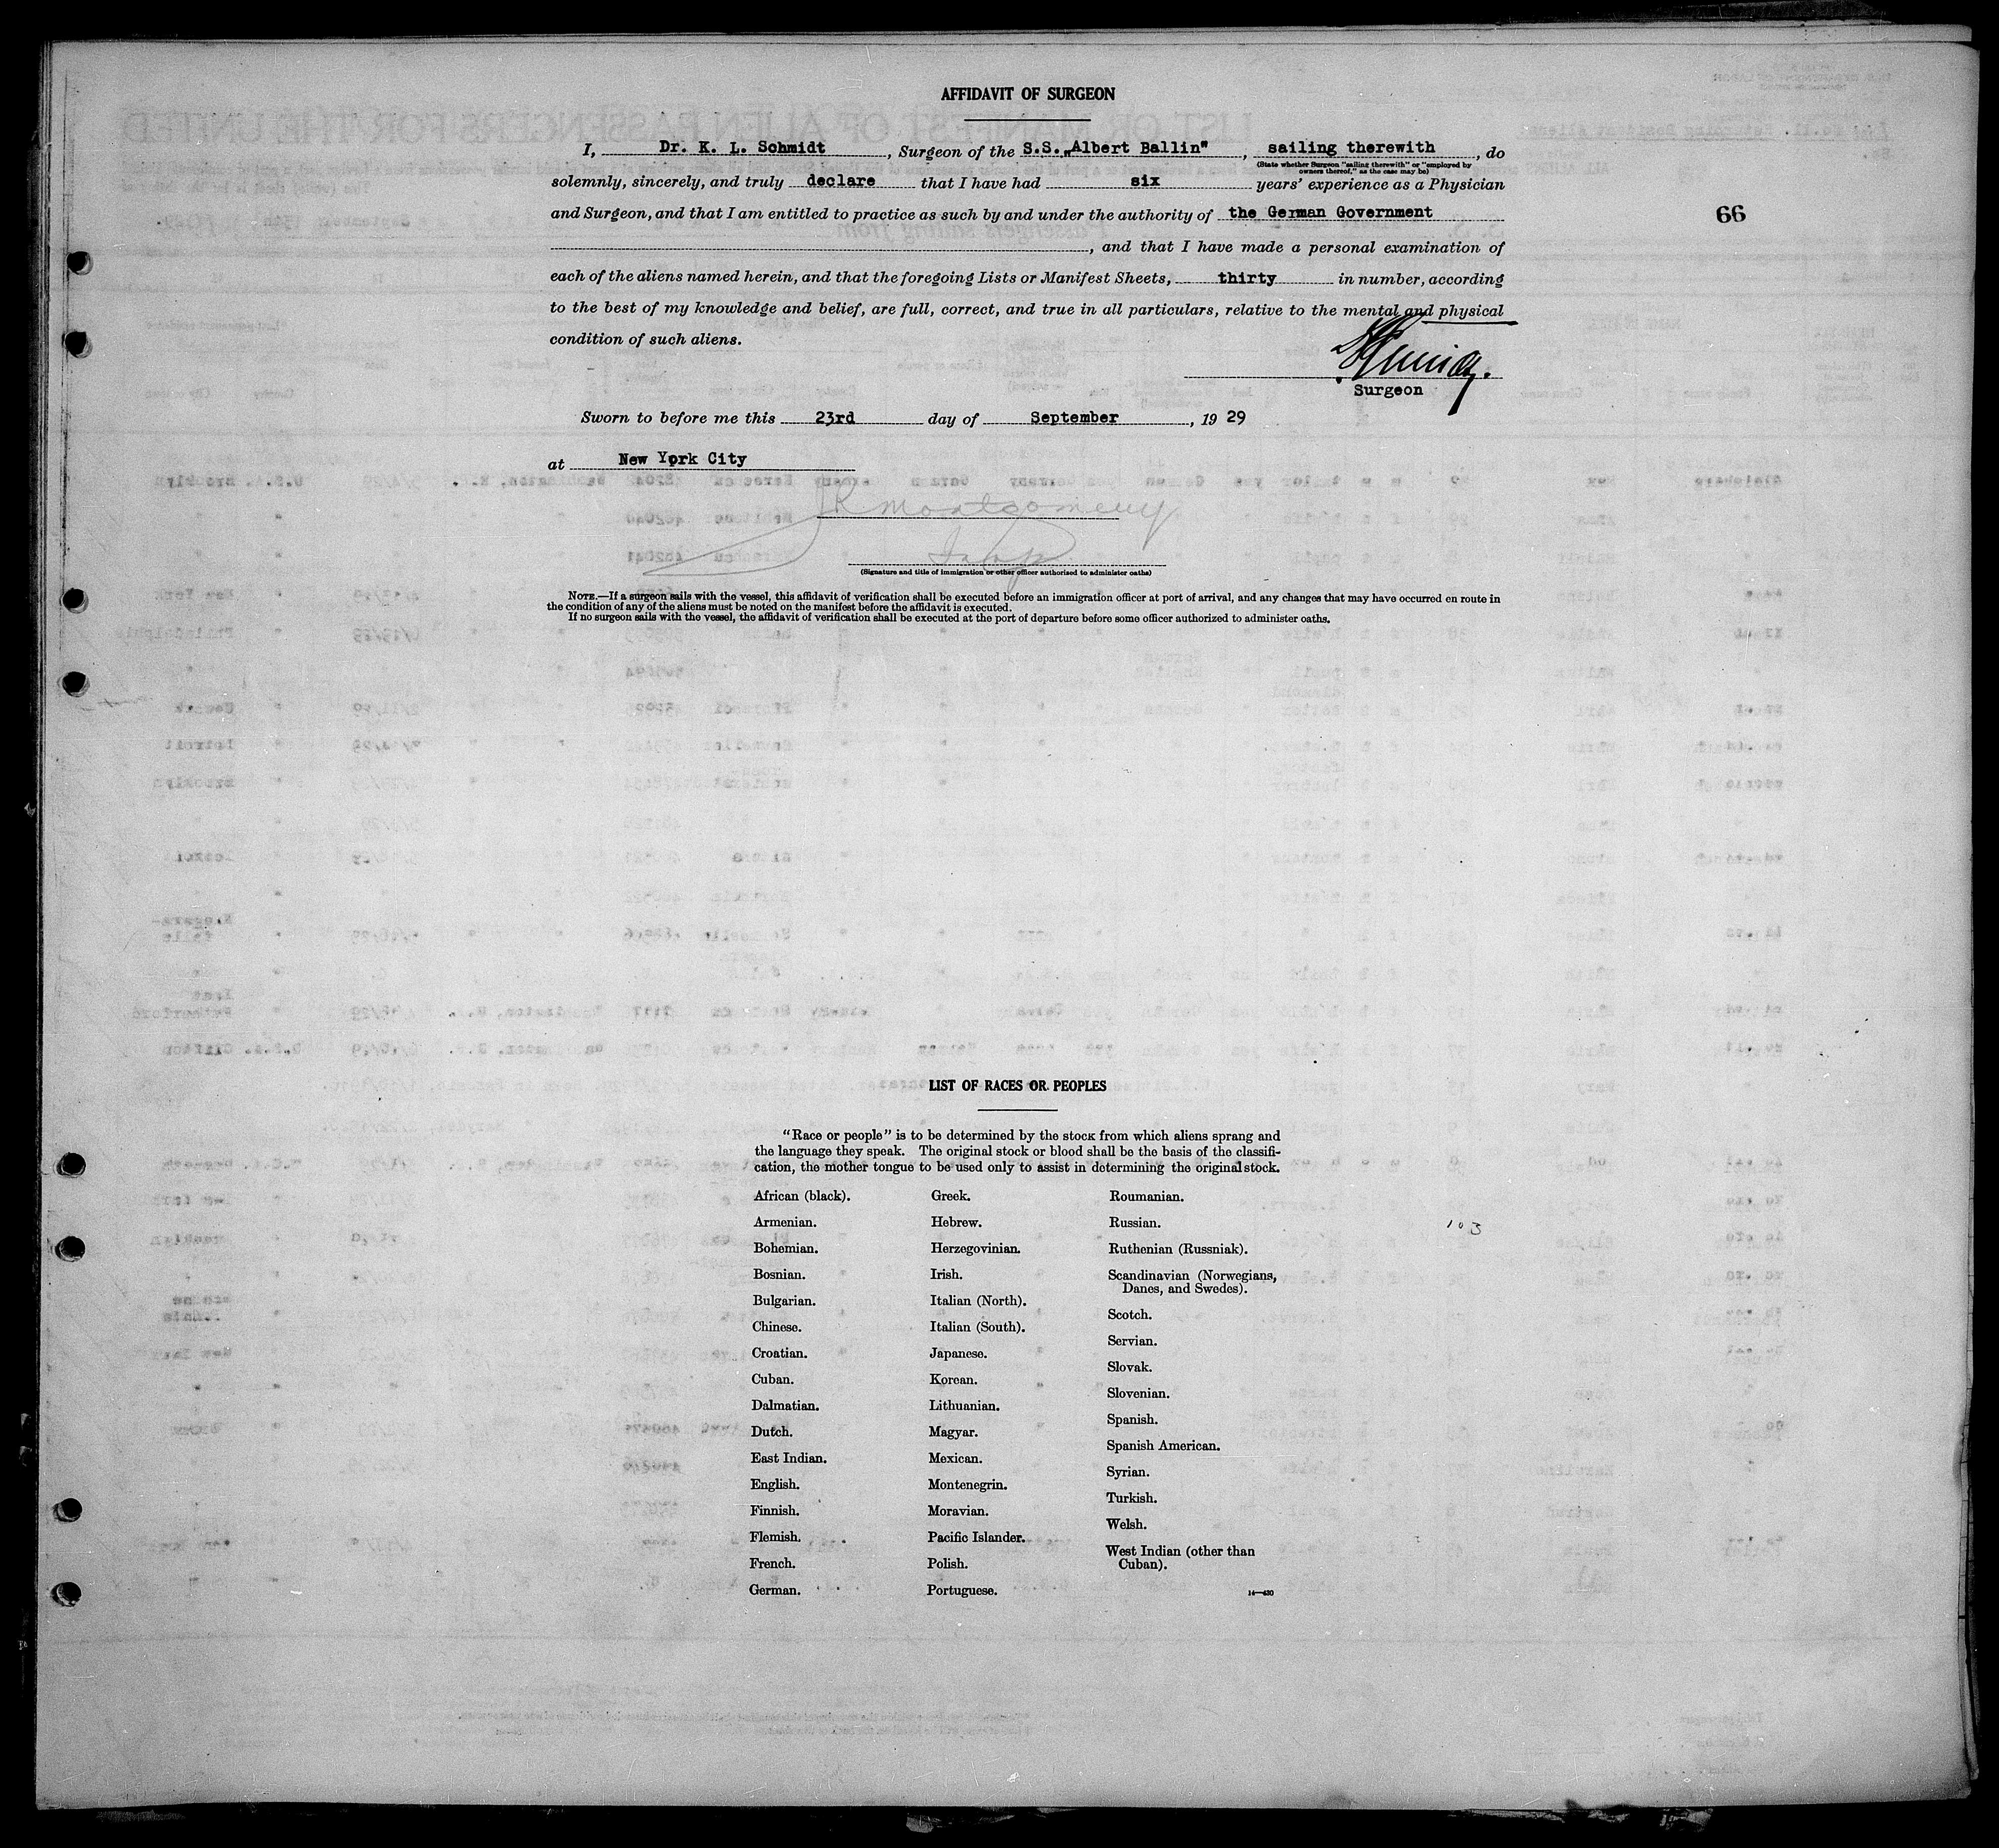 AFFIDAVIT OF SURGEON
I, Dr. K. L. Schmidt, Surgeon of the S.S. „Albert Ballin", sailing therewith, do
(State whether Surgeon "sailing therewith" or "employed by
owners thereof," as the case may be)
solemnly, sincerely, and truly declare that I have had six years' experience as a Physician
and Surgeon, and that I am entitled to practice as such by and under the authority of the German Government
66
, and that I have made a personal examination of
each of the aliens named herein, and that the foregoing Lists or Manifest Sheets, thirty in number, according
to the best of my knowledge and belief, are full, correct, and true in all particulars, relative to the mental and physical
condition of such aliens.
Surgeon
Sworn to before me this 23rd day of September, 19 29
at New York City
JR Montgomery
(Signature and title of immigration or other officer authorized to administer oaths)
NOTE.—If a surgeon sails with the vessel, this affidavit of verification shall be executed before an immigration officer at port of arrival, and any changes that may have occurred en route in
the condition of any of the aliens must be noted on the manifest before the affidavit is executed.
If no surgeon sails with the vessel, the affidavit of verification shall be executed at the port of departure before some officer authorized to administer oaths.
LIST OF RACES OR PEOPLES
"Race or people" is to be determined by the stock from which aliens sprang and
the language they speak. The original stock or blood shall be the basis of the classifi-
cation, the mother tongue to be used only to assist in determining the original stock.
African (black).
Armenian.
Bohemian.
Bosnian.
Bulgarian.
Chinese.
Croatian.
Cuban.
Dalmatian.
Dutch.
East Indian.
English.
Finnish.
Flemish.
French.
German.
Greek.
Hebrew.
Herzegovinian.
Irish.
Italian (North).
Italian (South).
Japanese.
Korean.
Lithuanian.
Magyar.
Mexican.
Montenegrin.
Moravian.
Pacific Islander.
Polish.
Portuguese.
Roumanian.
Russian.
Ruthenian (Russniak).
Scandinavian (Norwegians,
Danes, and Swedes).
Scotch.
Servian.
Slovak.
Slovenian.
Spanish.
Spanish American.
Syrian.
Turkish.
Welsh.
West Indian (other than
Cuban).
14—430
103